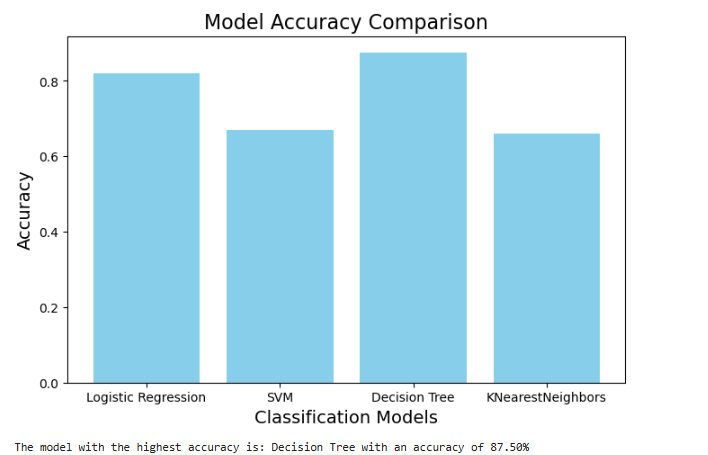 Model Accuracy Comparison
Accuracy
0.8
0.6
0.4
0.2
0.0
Logistic Regression SVM Decision Tree KNearestNeighbors
Classification Models
The model with the highest accuracy is: Decision Tree with an accuracy of 87.50%